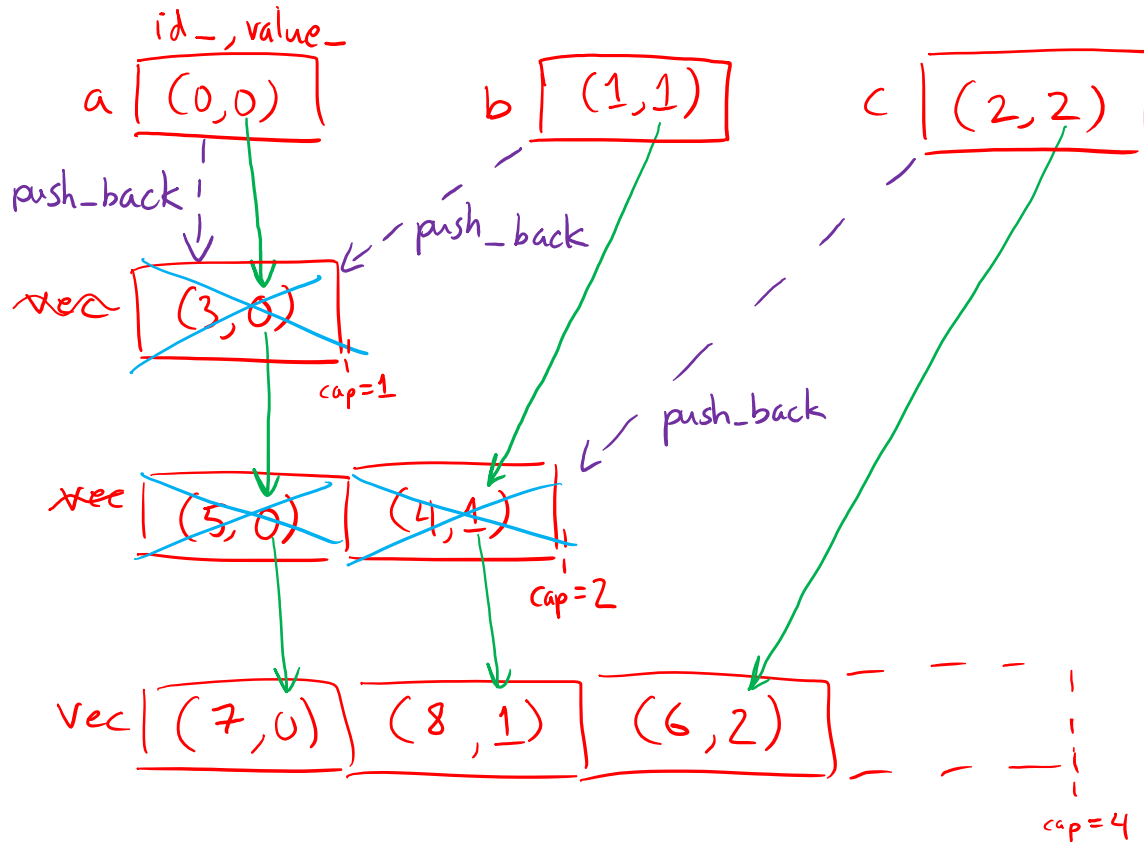 id_, value_
a (0,0)
b (1,1)
c (2,2)
push_back
push_back
vec (3,0)
cap=1
push_back
vec (5,0) (4,1)
cap=2
vec (7,0) (8,1) (6,2)
cap=4